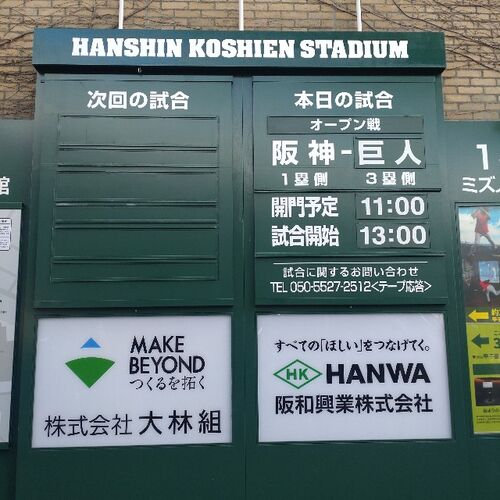 HANSHIN KOSHIEN STADIUM
次回の試合
本日の試合
オープン戦
阪神-巨人
1塁側 3塁側
開門予定 11:00
試合開始 13:00
試合に関するお問い合わせ
TEL 050-5527-2512<テープ応答>
MAKE
BEYOND
つくるを拓く
株式会社 大林組
すべての「ほしい」をつなげてく。
HK HANWA
阪和興業株式会社
館
1
ミズノ